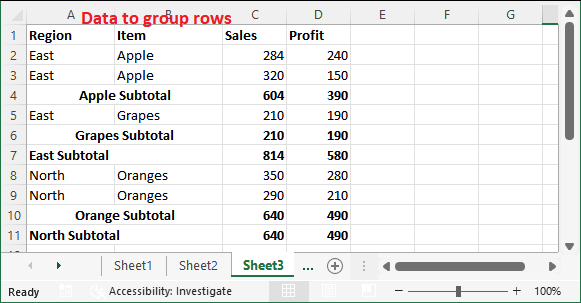 A B C D E F G
Data to group rows
1 Region Item Sales Profit
2 East Apple 284 240
3 East Apple 320 150
4 Apple Subtotal 604 390
5 East Grapes 210 190
6 Grapes Subtotal 210 190
7 East Subtotal 814 580
8 North Oranges 350 280
9 North Oranges 290 210
10 Orange Subtotal 640 490
11 North Subtotal 640 490
Sheet1 Sheet2 Sheet3 ...
Ready Accessibility: Investigate 100%